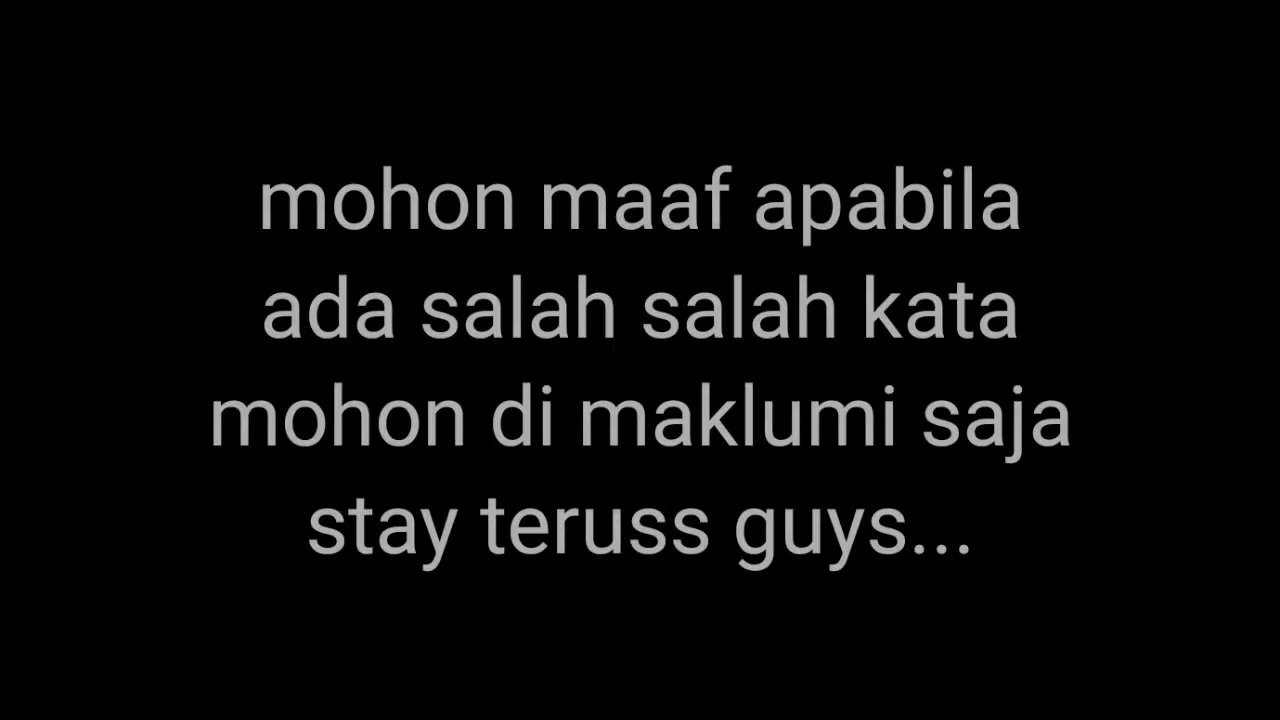 mohon maaf apabila
ada salah salah kata
mohon di maklumi saja
stay teruss guys...